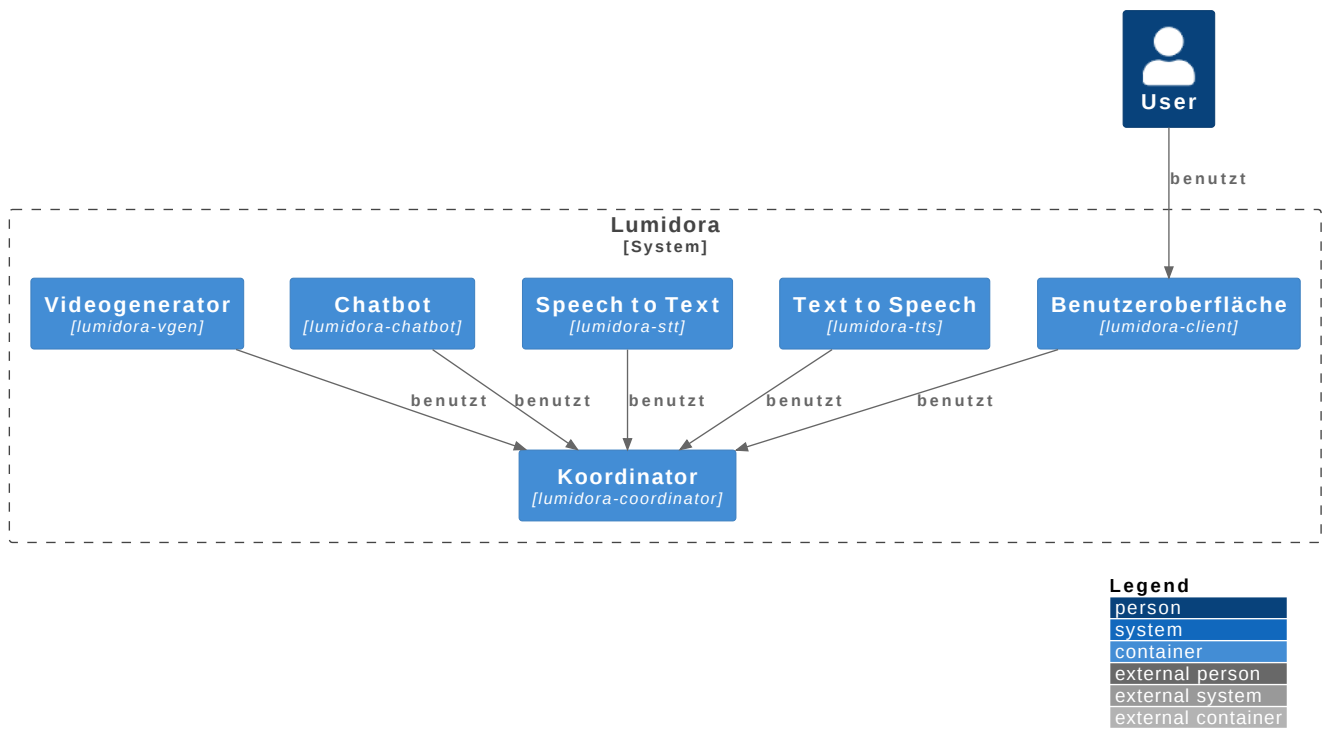 User
benutzt
Lumidora
[System]
Videogenerator
[lumidora-vgen]
Chatbot
[lumidora-chatbot]
Speech to Text
[lumidora-stt]
Text to Speech
[lumidora-tts]
Benutzeroberfläche
[lumidora-client]
benutzt
benutzt
benutzt
benutzt
benutzt
Koordinator
[lumidora-coordinator]
Legend
person
system
container
external person
external system
external container